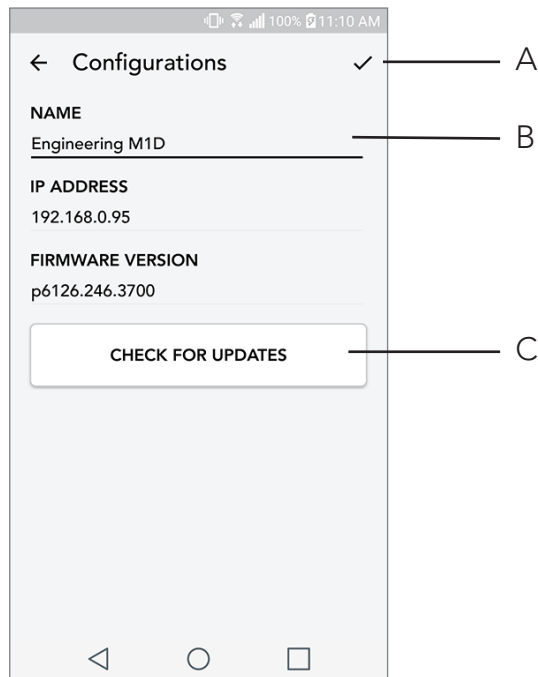 100% 11:10 AM
Configurations
A
NAME
Engineering M1D
B
IP ADDRESS
192.168.0.95
FIRMWARE VERSION
p6126.246.3700
CHECK FOR UPDATES
C